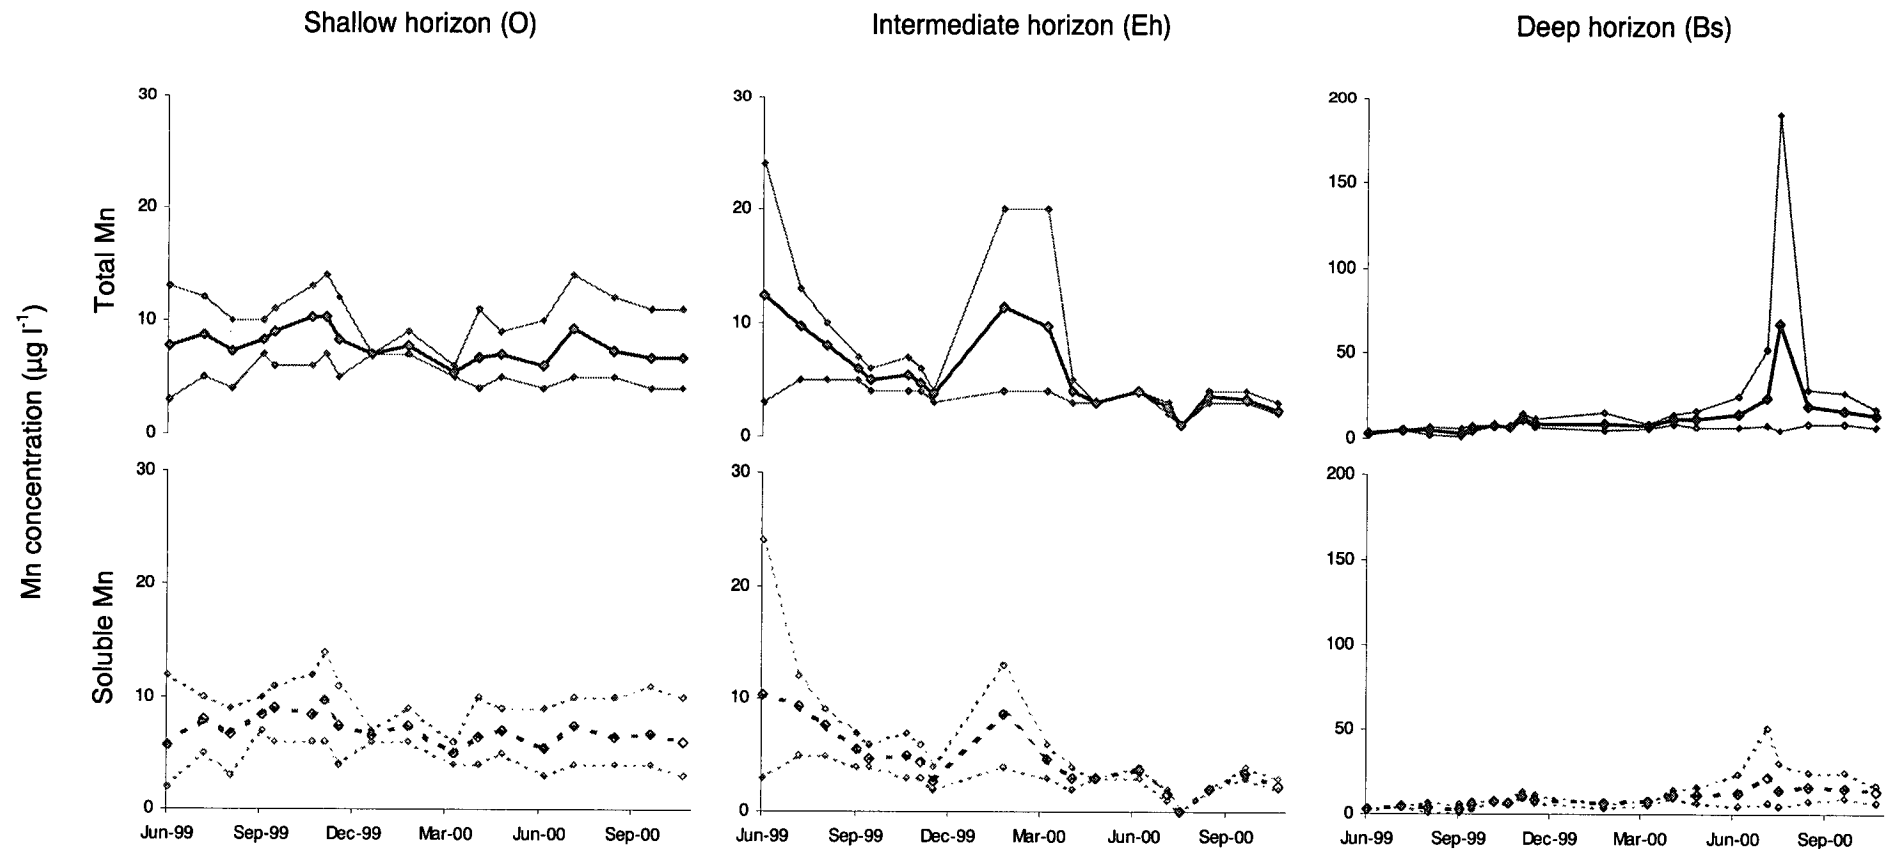 Shallow horizon (O)
Intermediate horizon (Eh)
Deep horizon (Bs)
Mn concentration (µg l⁻¹)
Total Mn
30
20
10
0
30
20
10
0
200
150
100
50
0
Soluble Mn
30
20
10
0
Jun-99 Sep-99 Dec-99 Mar-00 Jun-00 Sep-00
30
20
10
0
Jun-99 Sep-99 Dec-99 Mar-00 Jun-00 Sep-00
200
150
100
50
0
Jun-99 Sep-99 Dec-99 Mar-00 Jun-00 Sep-00